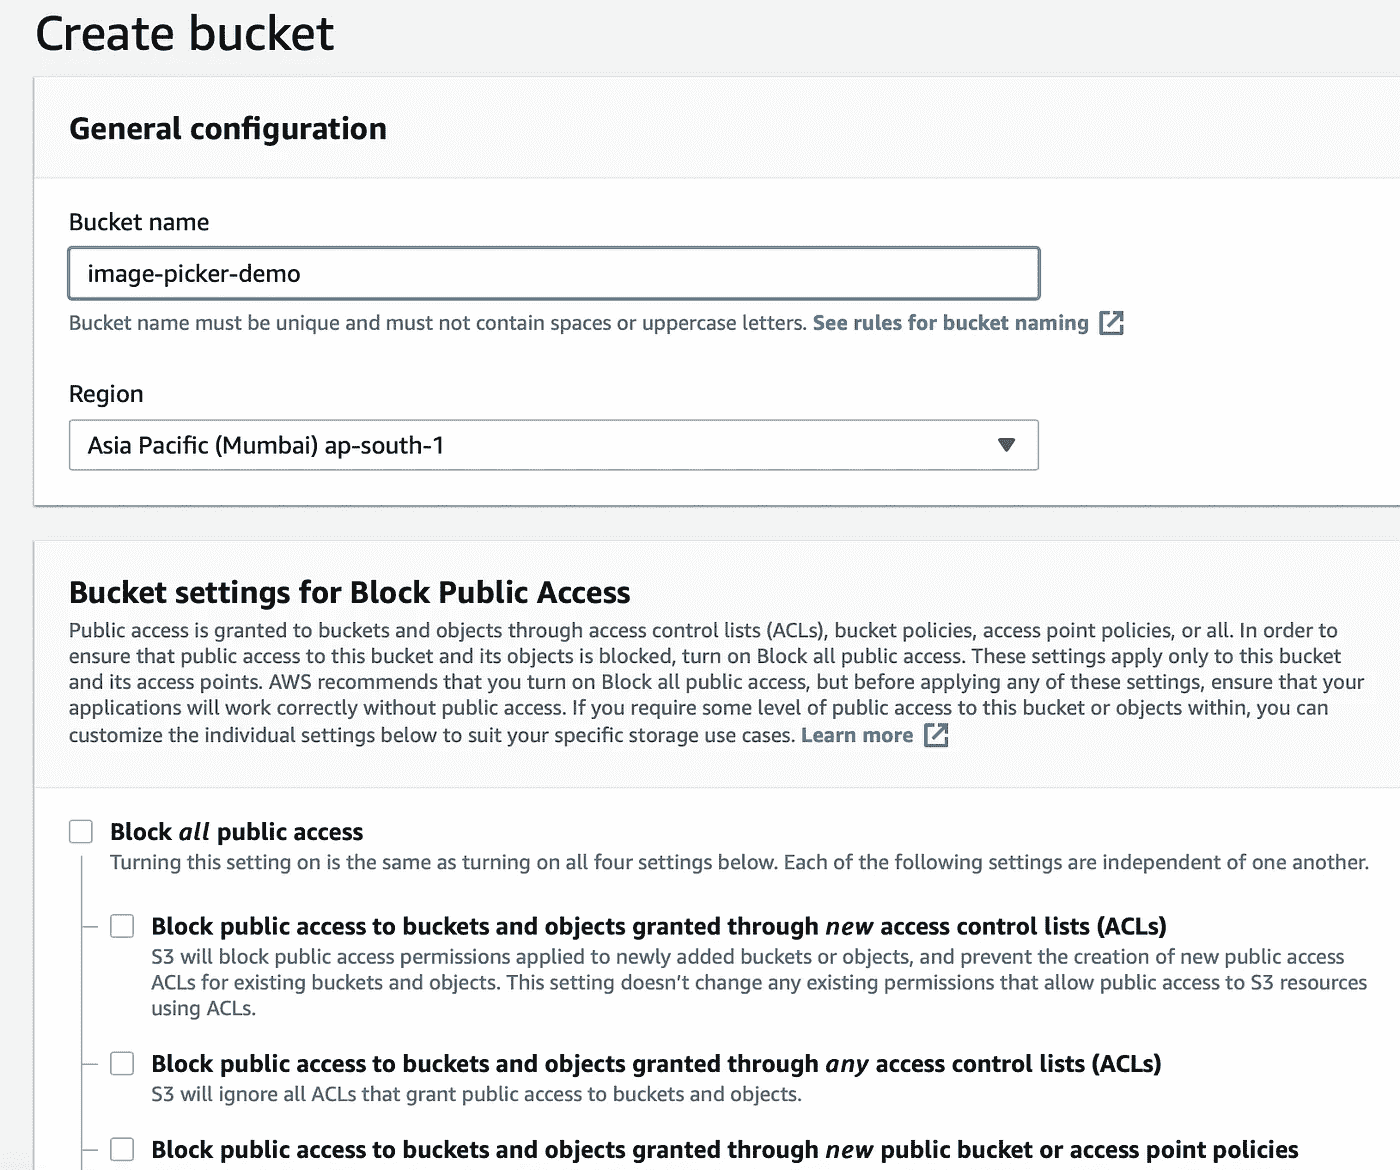 Create bucket
General configuration
Bucket name
image-picker-demo
Bucket name must be unique and must not contain spaces or uppercase letters. See rules for bucket naming
Region
Asia Pacific (Mumbai) ap-south-1
Bucket settings for Block Public Access
Public access is granted to buckets and objects through access control lists (ACLs), bucket policies, access point policies, or all. In order to
ensure that public access to this bucket and its objects is blocked, turn on Block all public access. These settings apply only to this bucket
and its access points. AWS recommends that you turn on Block all public access, but before applying any of these settings, ensure that your
applications will work correctly without public access. If you require some level of public access to this bucket or objects within, you can
customize the individual settings below to suit your specific storage use cases. Learn more
Block all public access
Turning this setting on is the same as turning on all four settings below. Each of the following settings are independent of one another.
Block public access to buckets and objects granted through new access control lists (ACLs)
S3 will block public access permissions applied to newly added buckets or objects, and prevent the creation of new public access
ACLs for existing buckets and objects. This setting doesn't change any existing permissions that allow public access to S3 resources
using ACLs.
Block public access to buckets and objects granted through any access control lists (ACLs)
S3 will ignore all ACLs that grant public access to buckets and objects.
Block public access to buckets and objects granted through new public bucket or access point policies